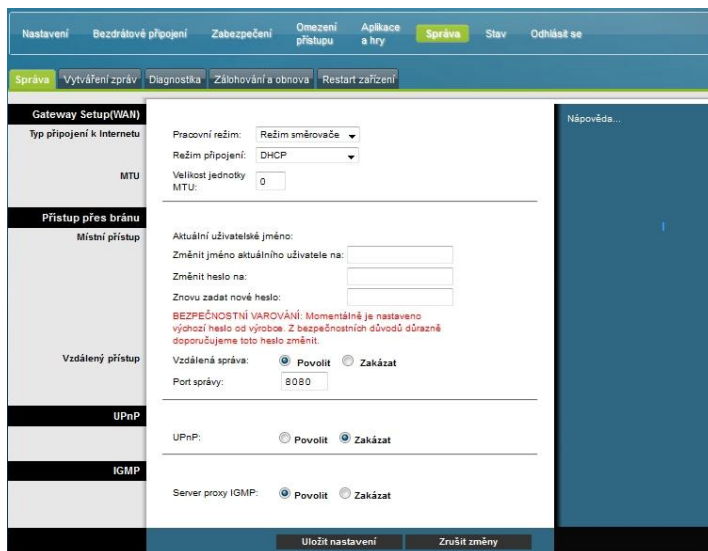 Nastavení Bezdrátové připojení Zabezpečení Omezení přístupu Aplikace a hry Správa Stav Odhlásit se
Správa Vytváření zpráv Diagnostika Zálohování a obnova Restart zařízení
Gateway Setup(WAN)
Nápověda...
Typ připojení k Internetu
Pracovní režim: Režim směrovače
Režim připojení: DHCP
MTU
Velikost jednotky
MTU: 0
Přístup přes bránu
Místní přístup
Aktuální uživatelské jméno:
Změnit jméno aktuálního uživatele na:
Změnit heslo na:
Znovu zadat nové heslo:
BEZPEČNOSTNÍ VAROVÁNÍ: Momentálně je nastaveno
výchozí heslo od výrobce. Z bezpečnostních důvodů důrazně
doporučujeme toto heslo změnit.
Vzdálený přístup
Vzdálená správa: Povolit Zakázat
Port správy: 8080
UPnP
UPnP: Povolit Zakázat
IGMP
Server proxy IGMP: Povolit Zakázat
Uložit nastavení Zrušit změny